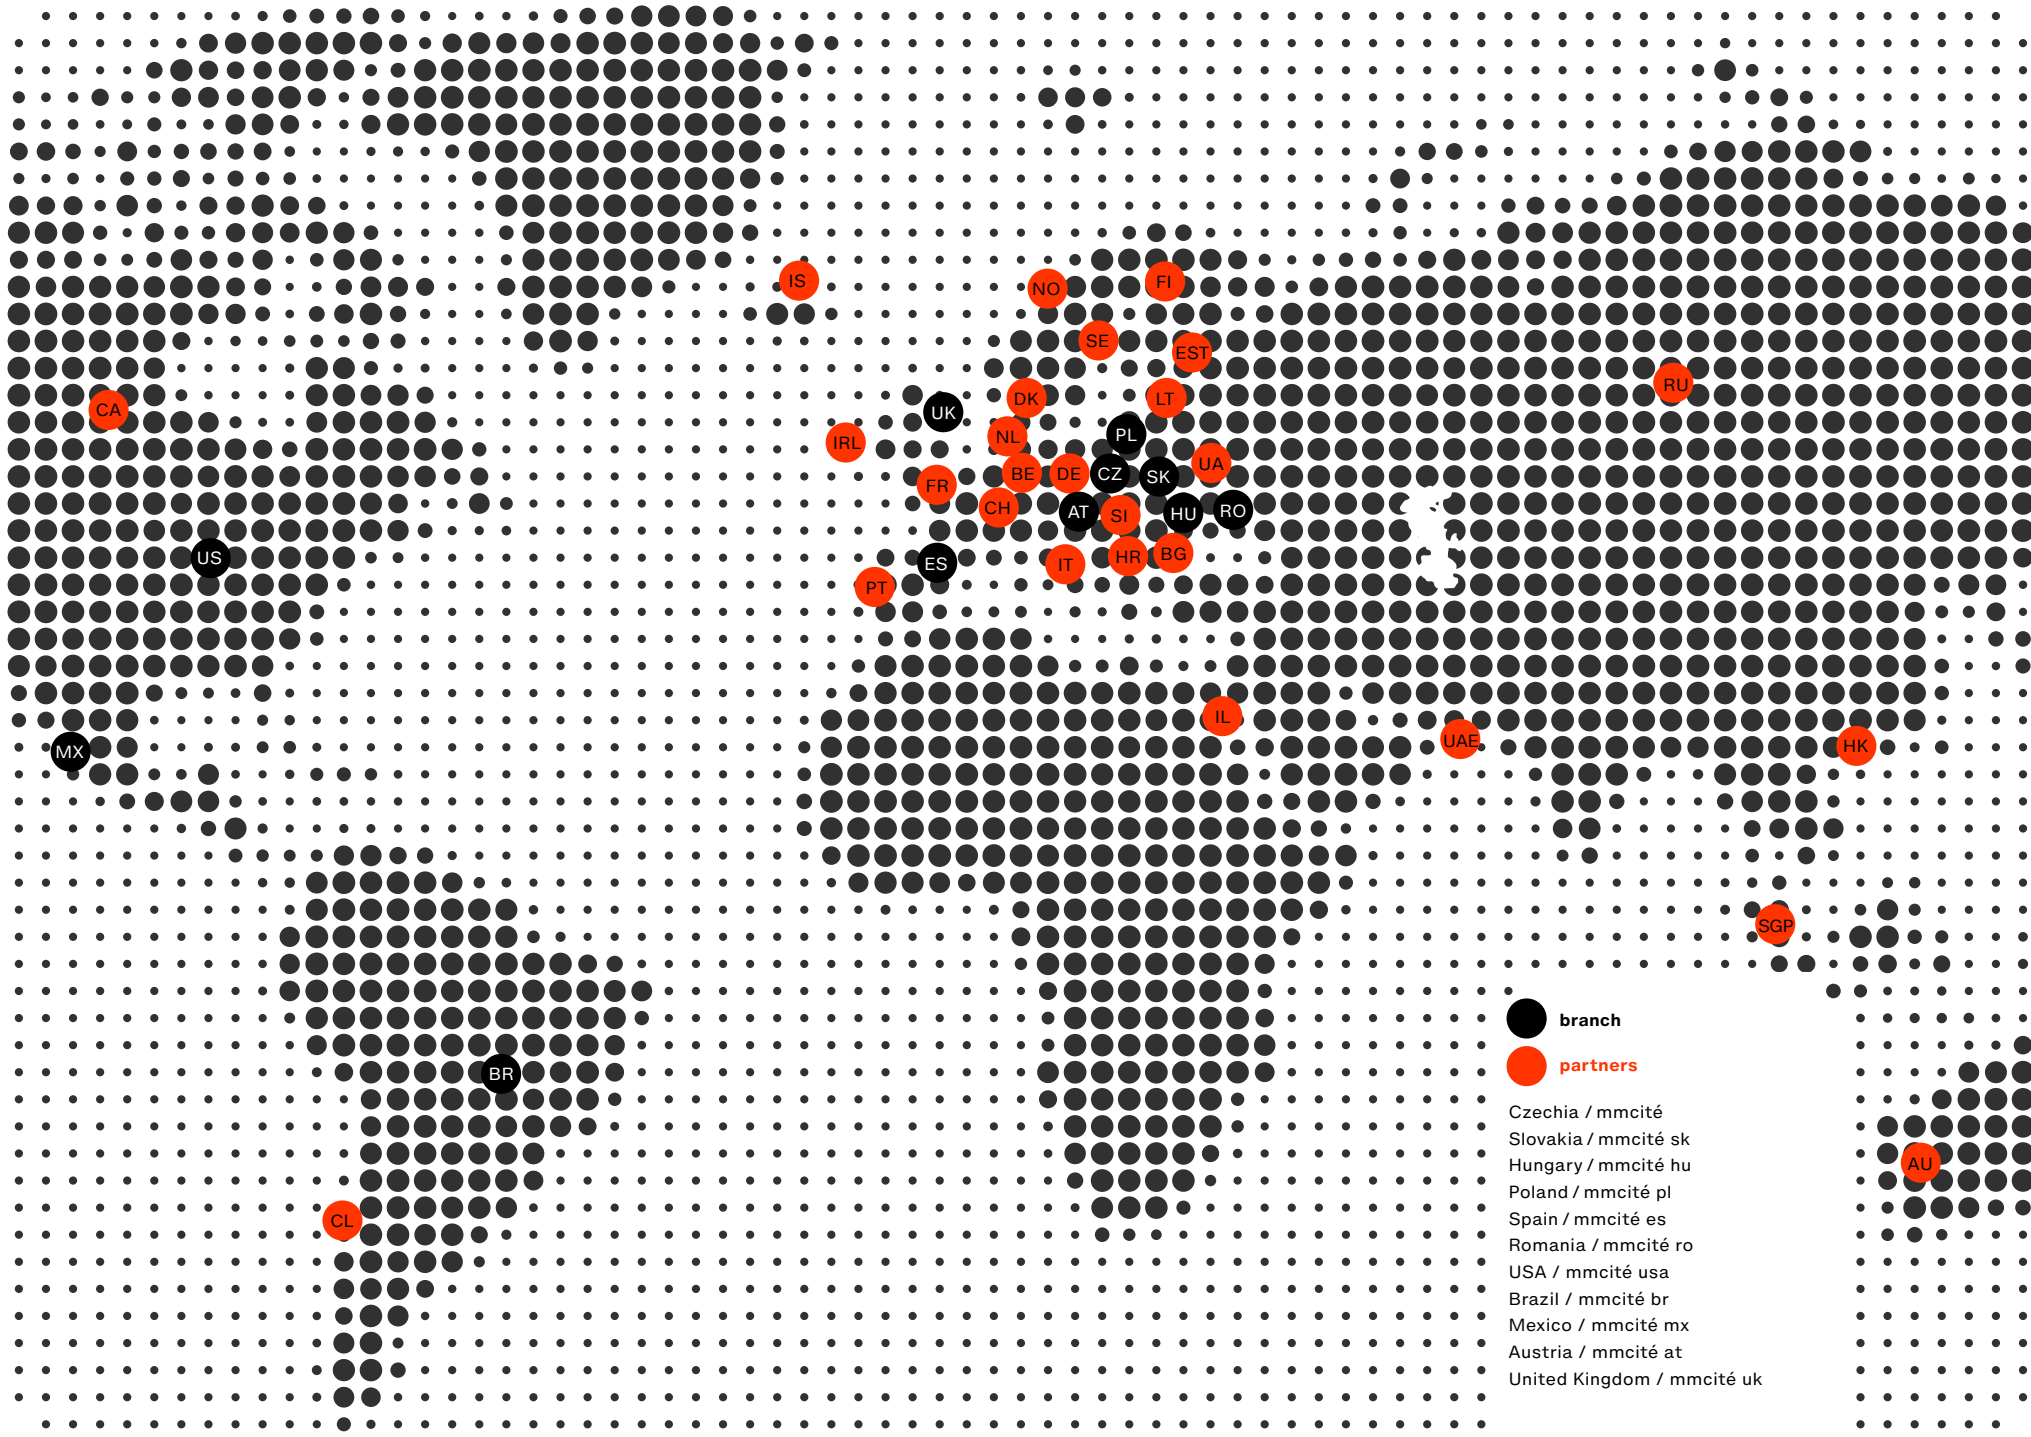 IS
NO
FI
SE
EST
RU
CA
DK
LT
UK
IRL
NL
PL
FR
BE
DE
CZ
SK
UA
CH
AT
SI
HU
RO
US
ES
IT
HR
BG
PT
IL
MX
UAE
HK
SGP
BR
CL
AU
branch
partners
Czechia / mmcité
Slovakia / mmcité sk
Hungary / mmcité hu
Poland / mmcité pl
Spain / mmcité es
Romania / mmcité ro
USA / mmcité usa
Brazil / mmcité br
Mexico / mmcité mx
Austria / mmcité at
United Kingdom / mmcité uk